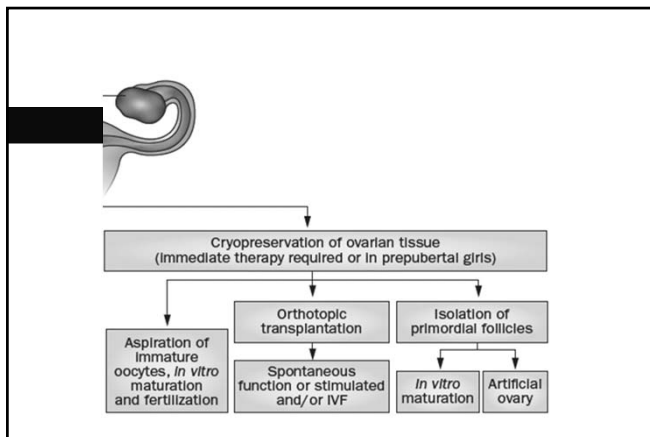 Cryopreservation of ovarian tissue
(immediate therapy required or in prepubertal girls)
Aspiration of
immature
oocytes, in vitro
maturation
and fertilization
Orthotopic
transplantation
Spontaneous
function or stimulated
and/or IVF
Isolation of
primordial follicies
In vitro
maturation
Artificial
ovary